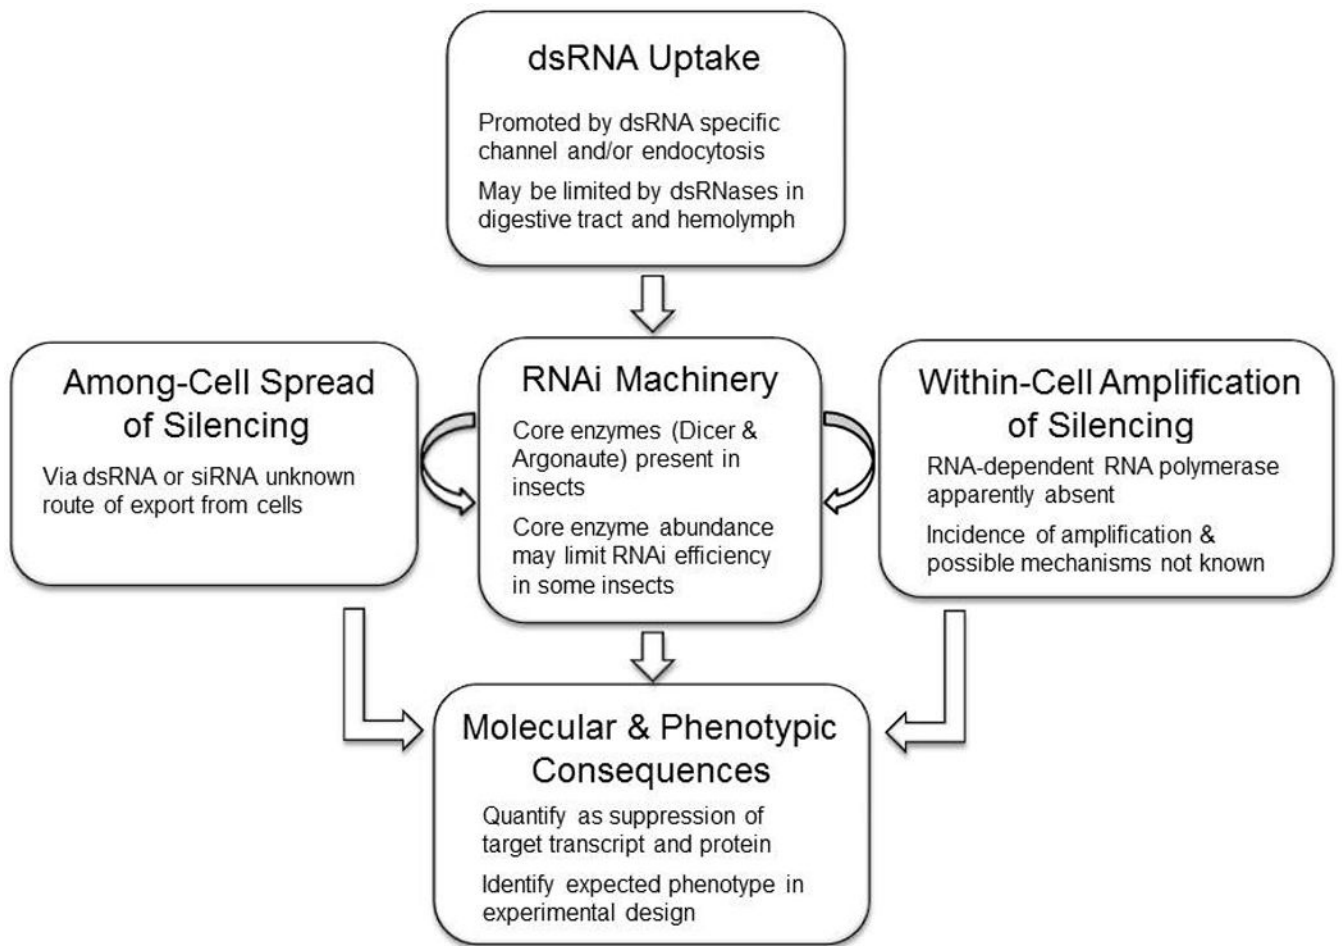 dsRNA Uptake
Promoted by dsRNA specific
channel and/or endocytosis
May be limited by dsRNases in
digestive tract and hemolymph
Among-Cell Spread
of Silencing
Via dsRNA or siRNA unknown
route of export from cells
RNAi Machinery
Core enzymes (Dicer &
Argonaute) present in
insects
Core enzyme abundance
may limit RNAi efficiency
in some insects
Within-Cell Amplification
of Silencing
RNA-dependent RNA polymerase
apparently absent
Incidence of amplification &
possible mechanisms not known
Molecular & Phenotypic
Consequences
Quantify as suppression of
target transcript and protein
Identify expected phenotype in
experimental design